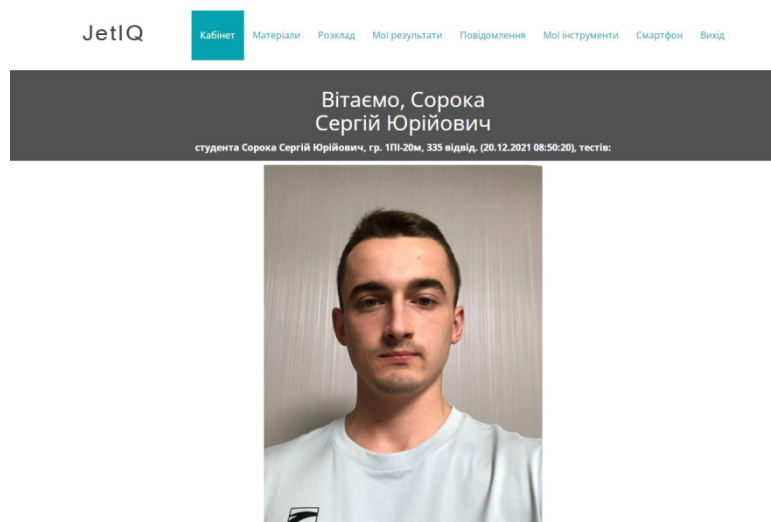 JetIQ
Кабінет Матеріали Розклад Мої результати Повідомлення Мої інструменти Смартфон Вихід
Вітаємо, Сорока
Сергій Юрійович
студента Сорока Сергій Юрійович, гр. 1ПІ-20м, 335 відвід. (20.12.2021 08:50:20), тестів: